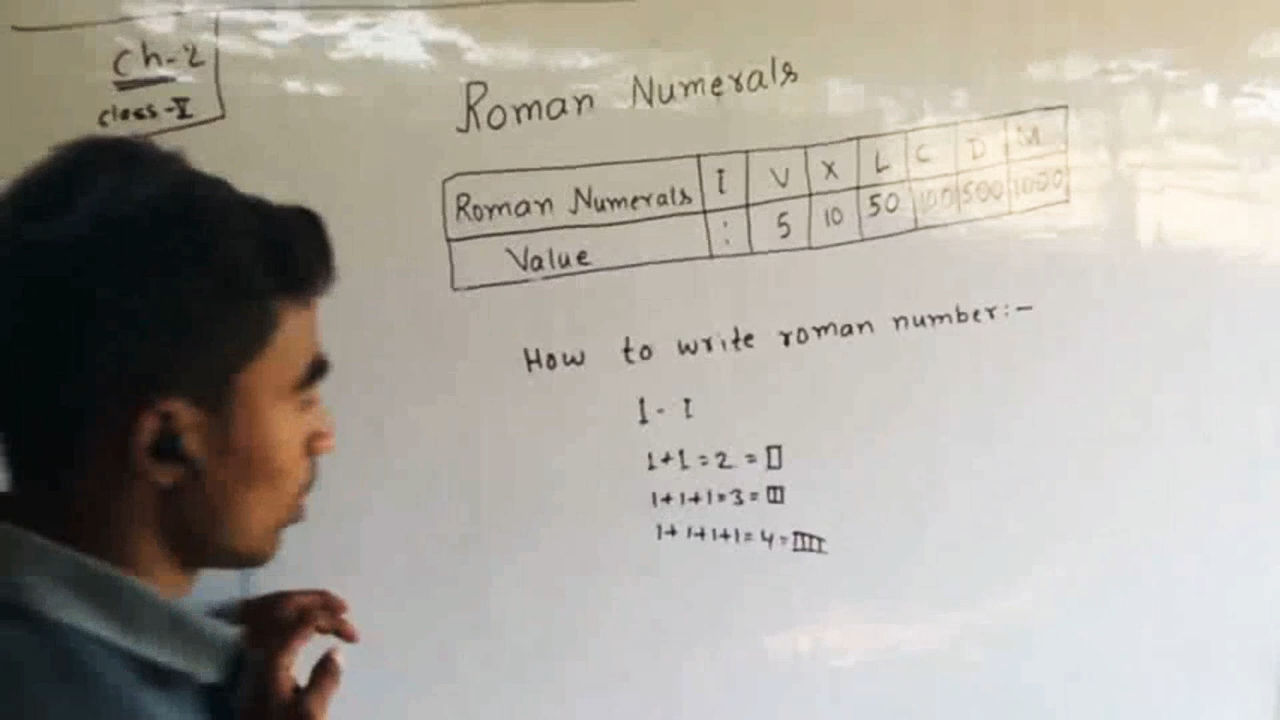 Ch-2
class-V
Roman Numerals
Roman Numerals I V X L C D M
Value : 5 10 50 100 500 1000
How to write roman number:-
1 - I
1+1=2=II
1+1+1=3=III
1+1+1+1=4=IIII